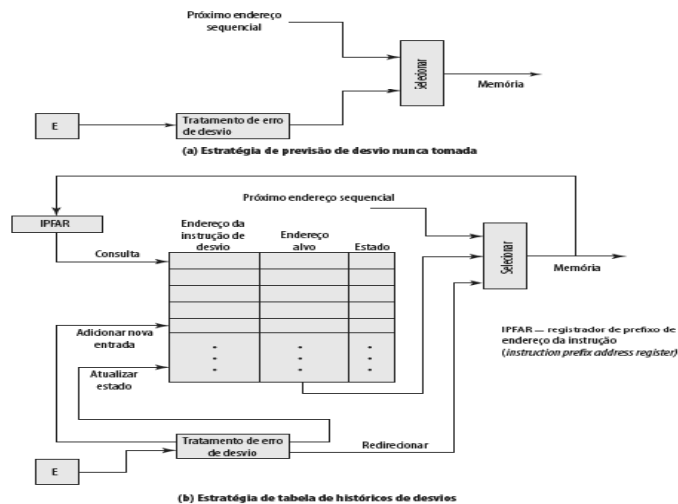 Próximo endereço
sequencial
Selecionar
Memória
E
Tratamento de erro
de desvio
(a) Estratégia de previsão de desvio nunca tomada
Próximo endereço sequencial
IPFAR
Endereço da
instrução de
desvio
Endereço
alvo
Estado
Consulta
Selecionar
Memória
IPFAR — registrador de prefixo de
endereço da instrução
(instruction prefix address register)
Adicionar nova
entrada
Atualizar
estado
Tratamento de erro
de desvio
Redirecionar
E
(b) Estratégia de tabela de históricos de desvios